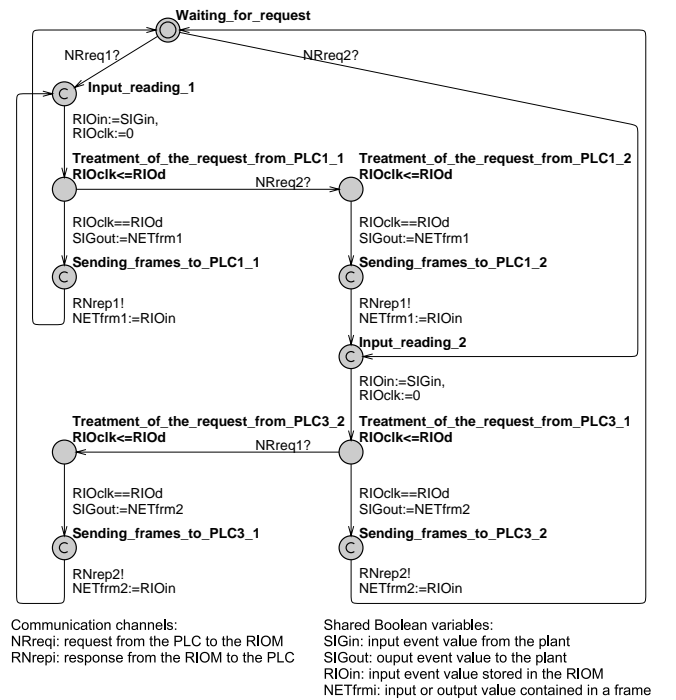 Waiting_for_request
NRreq1?
NRreq2?
Input_reading_1
C
RIOin:=SIGin,
RIOclk:=0
Treatment_of_the_request_from_PLC1_1
RIOclk<=RIOd
NRreq2?
Treatment_of_the_request_from_PLC1_2
RIOclk<=RIOd
RIOclk==RIOd
SIGout:=NETfrm1
RIOclk==RIOd
SIGout:=NETfrm1
C
Sending_frames_to_PLC1_1
C
Sending_frames_to_PLC1_2
RNrep1!
NETfrm1:=RIOin
RNrep1!
NETfrm1:=RIOin
Input_reading_2
C
RIOin:=SIGin,
RIOclk:=0
Treatment_of_the_request_from_PLC3_2
RIOclk<=RIOd
NRreq1?
Treatment_of_the_request_from_PLC3_1
RIOclk<=RIOd
RIOclk==RIOd
SIGout:=NETfrm2
RIOclk==RIOd
SIGout:=NETfrm2
C
Sending_frames_to_PLC3_1
C
Sending_frames_to_PLC3_2
RNrep2!
NETfrm2:=RIOin
RNrep2!
NETfrm2:=RIOin
Communication channels:
NRreqi: request from the PLC to the RIOM
RNrepi: response from the RIOM to the PLC
Shared Boolean variables:
SIGin: input event value from the plant
SIGout: ouput event value to the plant
RIOin: input event value stored in the RIOM
NETfrmi: input or output value contained in a frame